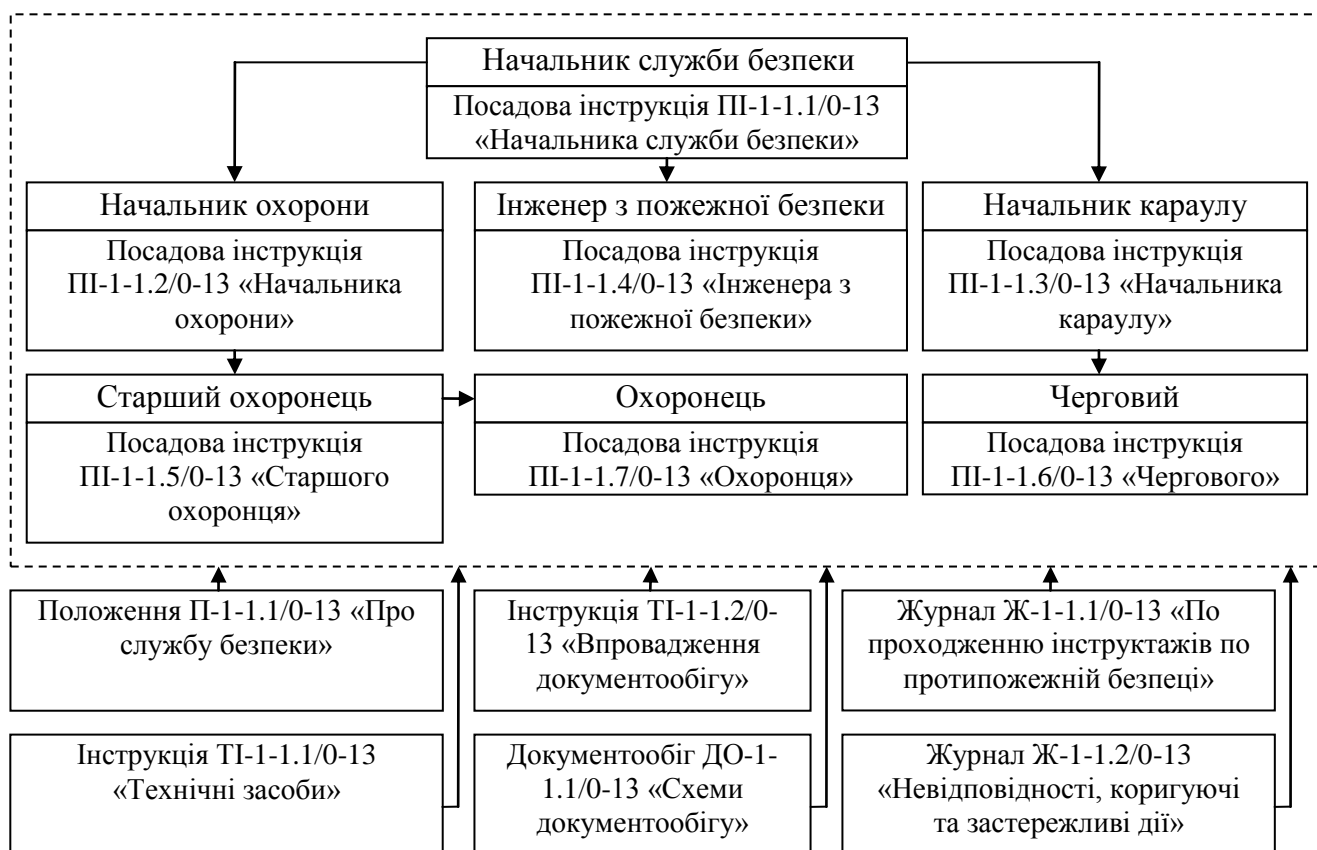 Начальник служби безпеки
Посадова інструкція ПІ-1-1.1/0-13
«Начальника служби безпеки»
Начальник охорони
Посадова інструкція
ПІ-1-1.2/0-13 «Начальника
охорони»
Інженер з пожежної безпеки
Посадова інструкція
ПІ-1-1.4/0-13 «Інженера з
пожежної безпеки»
Начальник караулу
Посадова інструкція
ПІ-1-1.3/0-13 «Начальника
караулу»
Старший охоронець
Посадова інструкція
ПІ-1-1.5/0-13 «Старшого
охоронця»
Охоронець
Посадова інструкція
ПІ-1-1.7/0-13 «Охоронця»
Черговий
Посадова інструкція
ПІ-1-1.6/0-13 «Чергового»
Положення П-1-1.1/0-13 «Про
службу безпеки»
Інструкція ТІ-1-1.2/0-
13 «Впровадження
документообігу»
Журнал Ж-1-1.1/0-13 «По
проходженню інструктажів по
протипожежній безпеці»
Інструкція ТІ-1-1.1/0-13
«Технічні засоби»
Документообіг ДО-1-
1.1/0-13 «Схеми
документообігу»
Журнал Ж-1-1.2/0-13
«Невідповідності, коригуючі
та застережливі дії»